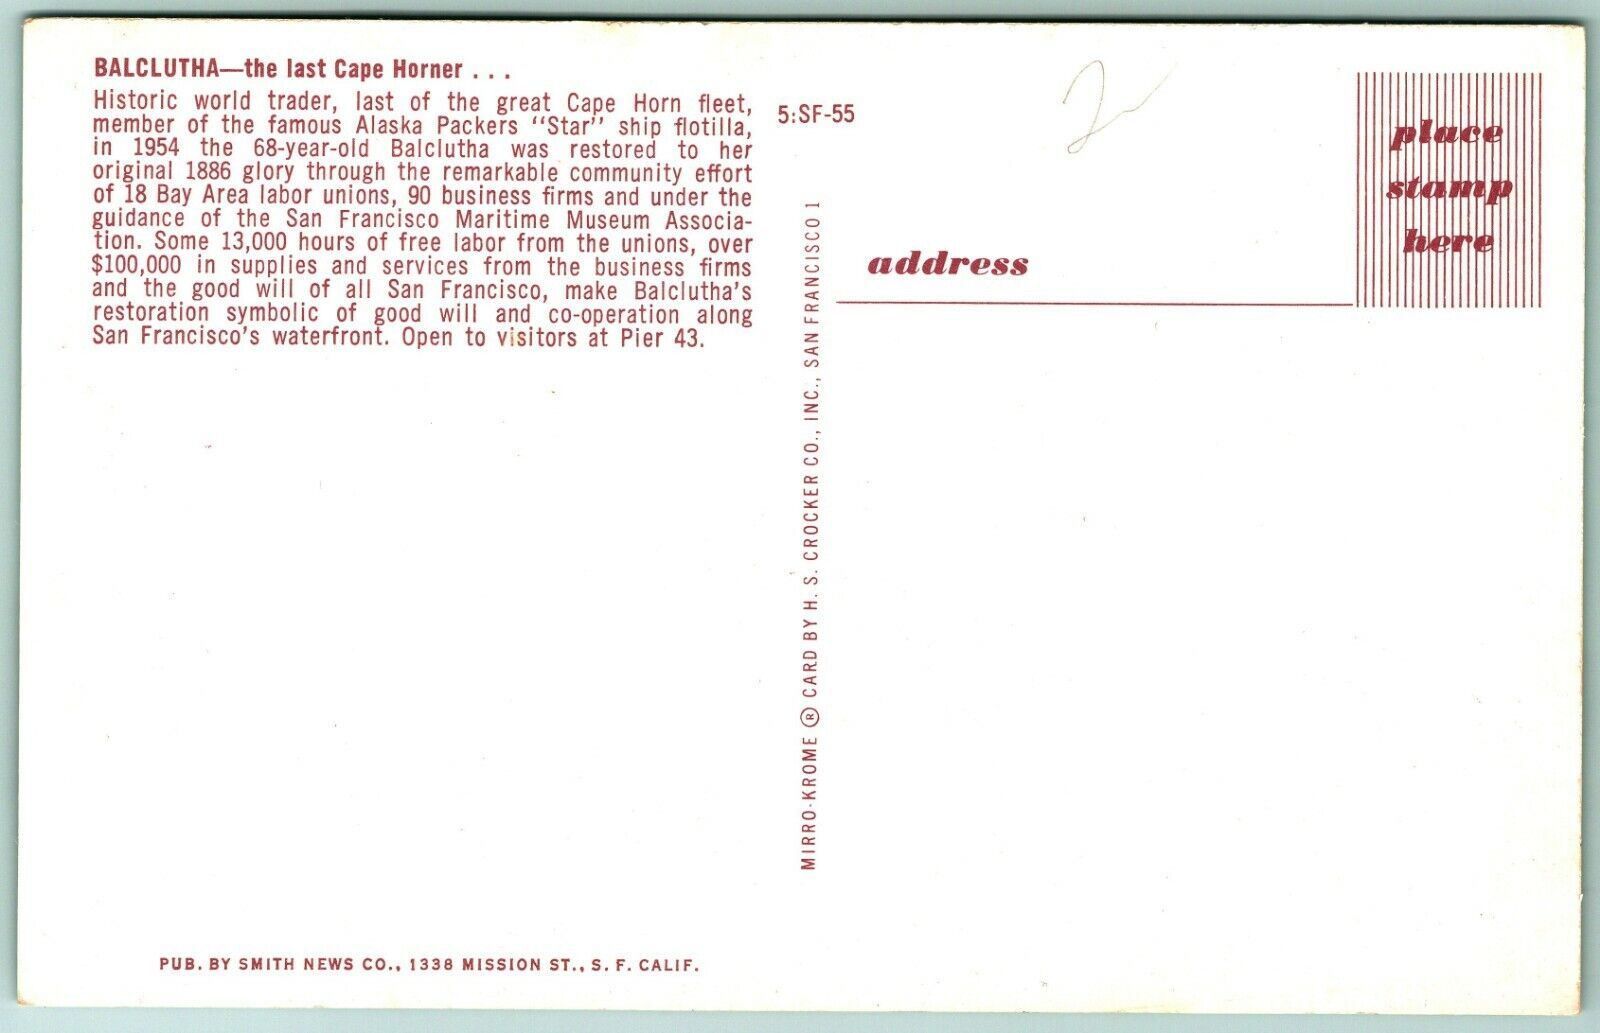 BALCLUTHA—the last Cape Horner . . .
Historic world trader, last of the great Cape Horn fleet,
member of the famous Alaska Packers "Star" ship flotilla,
in 1954 the 68-year-old Balclutha was restored to her
original 1886 glory through the remarkable community effort
of 18 Bay Area labor unions, 90 business firms and under the
guidance of the San Francisco Maritime Museum Associa-
tion. Some 13,000 hours of free labor from the unions, over
$100,000 in supplies and services from the business firms
and the good will of all San Francisco, make Balclutha's
restoration symbolic of good will and co-operation along
San Francisco's waterfront. Open to visitors at Pier 43.
PUB. BY SMITH NEWS CO., 1338 MISSION ST., S. F. CALIF.
5:SF-55
MIRRO-KROME ® CARD BY H. S. CROCKER CO., INC., SAN FRANCISCO 1
2
address
place
stamp
here